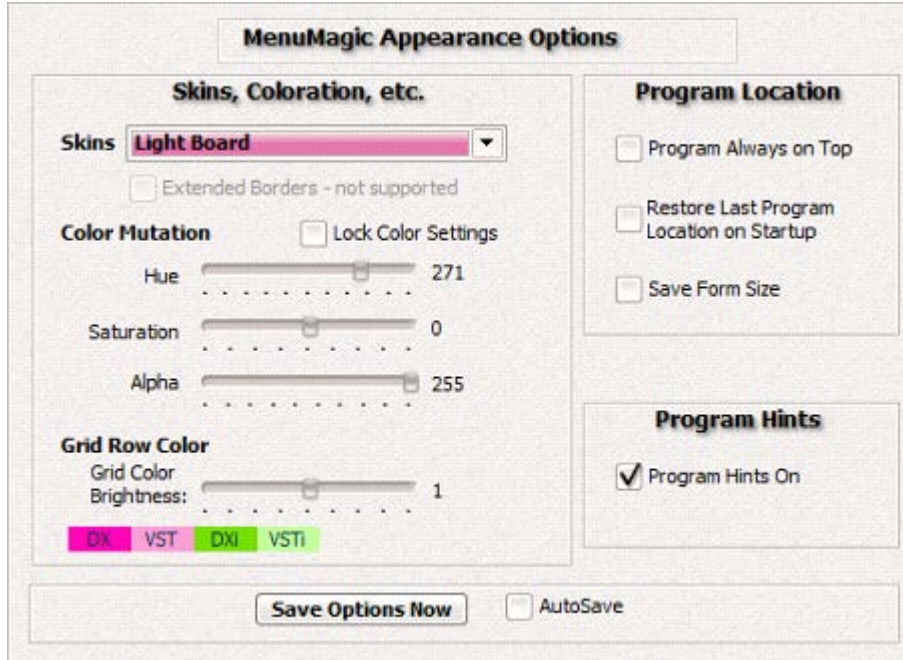 MenuMagic Appearance Options
Skins, Coloration, etc.
Skins Light Board
Extended Borders - not supported
Color Mutation Lock Color Settings
Hue 271
Saturation 0
Alpha 255
Grid Row Color
Grid Color
Brightness: 1
DX VST DXi VSTi
Program Location
Program Always on Top
Restore Last Program
Location on Startup
Save Form Size
Program Hints
Program Hints On
Save Options Now AutoSave